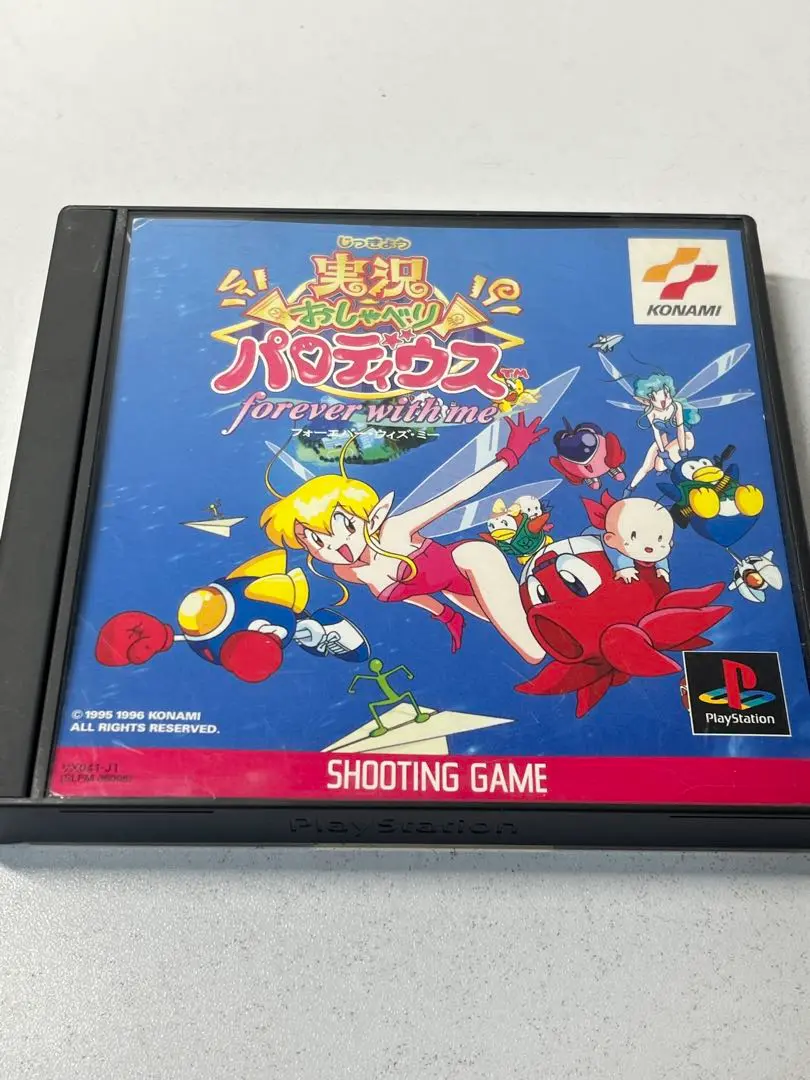 じっきょう
実況
おしゃべり
パロディウス™
forever with me
フォーエバー・ウィズ・ミー
KONAMI
© 1995 1996 KONAMI
ALL RIGHTS RESERVED.
PlayStation
SHOOTING GAME
PlayStation